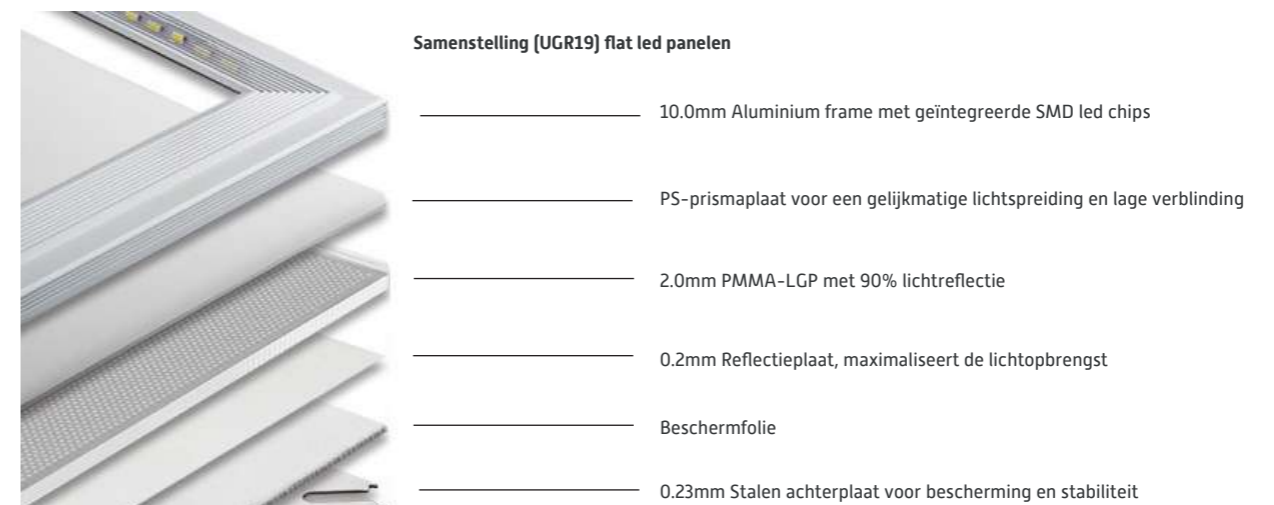 Samenstelling (UGR19) flat led panelen
10.0mm Aluminium frame met geïntegreerde SMD led chips
PS-prismaplaat voor een gelijkmatige lichtspreiding en lage verblinding
2.0mm PMMA-LGP met 90% lichtreflectie
0.2mm Reflectieplaat, maximaliseert de lichtopbrengst
Beschermfolie
0.23mm Stalen achterplaat voor bescherming en stabiliteit